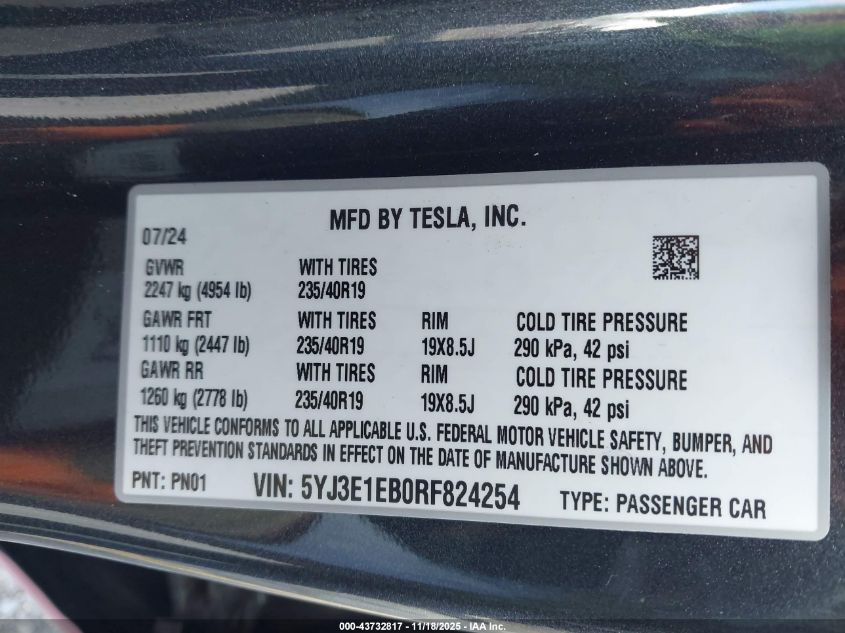 MFD BY TESLA, INC.
07/24
GVWR WITH TIRES
2247 kg (4954 lb) 235/40R19
GAWR FRT WITH TIRES RIM COLD TIRE PRESSURE
1110 kg (2447 lb) 235/40R19 19X8.5J 290 kPa, 42 psi
GAWR RR WITH TIRES RIM COLD TIRE PRESSURE
1260 kg (2778 lb) 235/40R19 19X8.5J 290 kPa, 42 psi
THIS VEHICLE CONFORMS TO ALL APPLICABLE U.S. FEDERAL MOTOR VEHICLE SAFETY, BUMPER, AND
THEFT PREVENTION STANDARDS IN EFFECT ON THE DATE OF MANUFACTURE SHOWN ABOVE.
PNT: PN01 VIN: 5YJ3E1EB0RF824254 TYPE: PASSENGER CAR
000-43732817 - 11/18/2025 - IAA Inc.